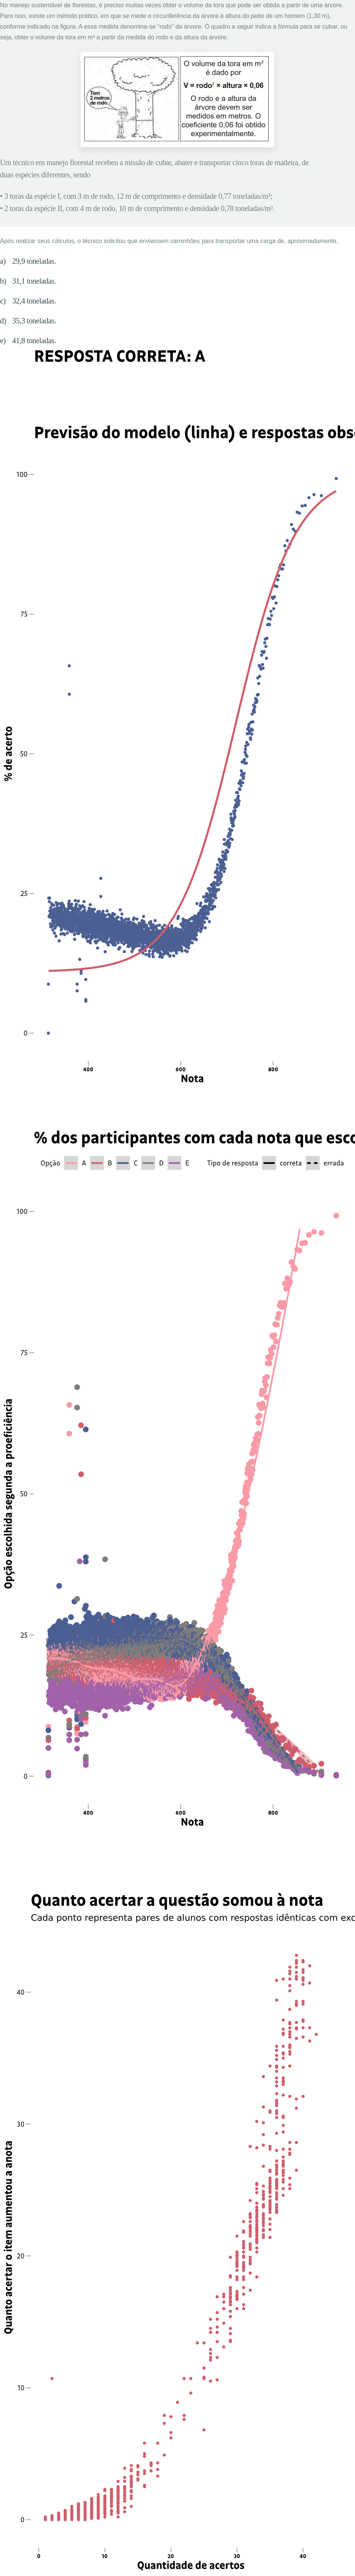 No manejo sustentável de florestas, é preciso muitas vezes obter o volume da tora que pode ser obtida a partir de uma árvore.
Para isso, existe um método prático, em que se mede a circunferência da árvore à altura do peito de um homem (1,30 m),
conforme indicado na figura. A essa medida denomina-se "rodo" da árvore. O quadro a seguir indica a fórmula para se cubar, ou
seja, obter o volume da tora em m³ a partir da medida do rodo e da altura da árvore.
Tem
2 metros
de rodo.
O volume da tora em m³
é dado por
V = rodo² × altura × 0,06
O rodo e a altura da
árvore devem ser
medidos em metros. O
coeficiente 0,06 foi obtido
experimentalmente.
Um técnico em manejo florestal recebeu a missão de cubar, abater e transportar cinco toras de madeira, de
duas espécies diferentes, sendo
• 3 toras da espécie I, com 3 m de rodo, 12 m de comprimento e densidade 0,77 toneladas/m³;
• 2 toras da espécie II, com 4 m de rodo, 10 m de comprimento e densidade 0,78 toneladas/m³.
Após realizar seus cálculos, o técnico solicitou que enviassem caminhões para transportar uma carga de, aproximadamente,
a) 29,9 toneladas.
b) 31,1 toneladas.
c) 32,4 toneladas.
d) 35,3 toneladas.
e) 41,8 toneladas.
RESPOSTA CORRETA: A
Previsão do modelo (linha) e respostas obs
100
75
50
25
0
% de acerto
400
600
800
Nota
% dos participantes com cada nota que esco
Opção A B C D E Tipo de resposta correta errada
100
75
50
25
0
Opção escolhida segunda a proeficiência
400
600
800
Nota
Quanto acertar a questão somou à nota
Cada ponto representa pares de alunos com respostas idênticas com exc
40
30
20
10
0
Quanto acertar o item aumentou a anota
0
10
20
30
40
Quantidade de acertos